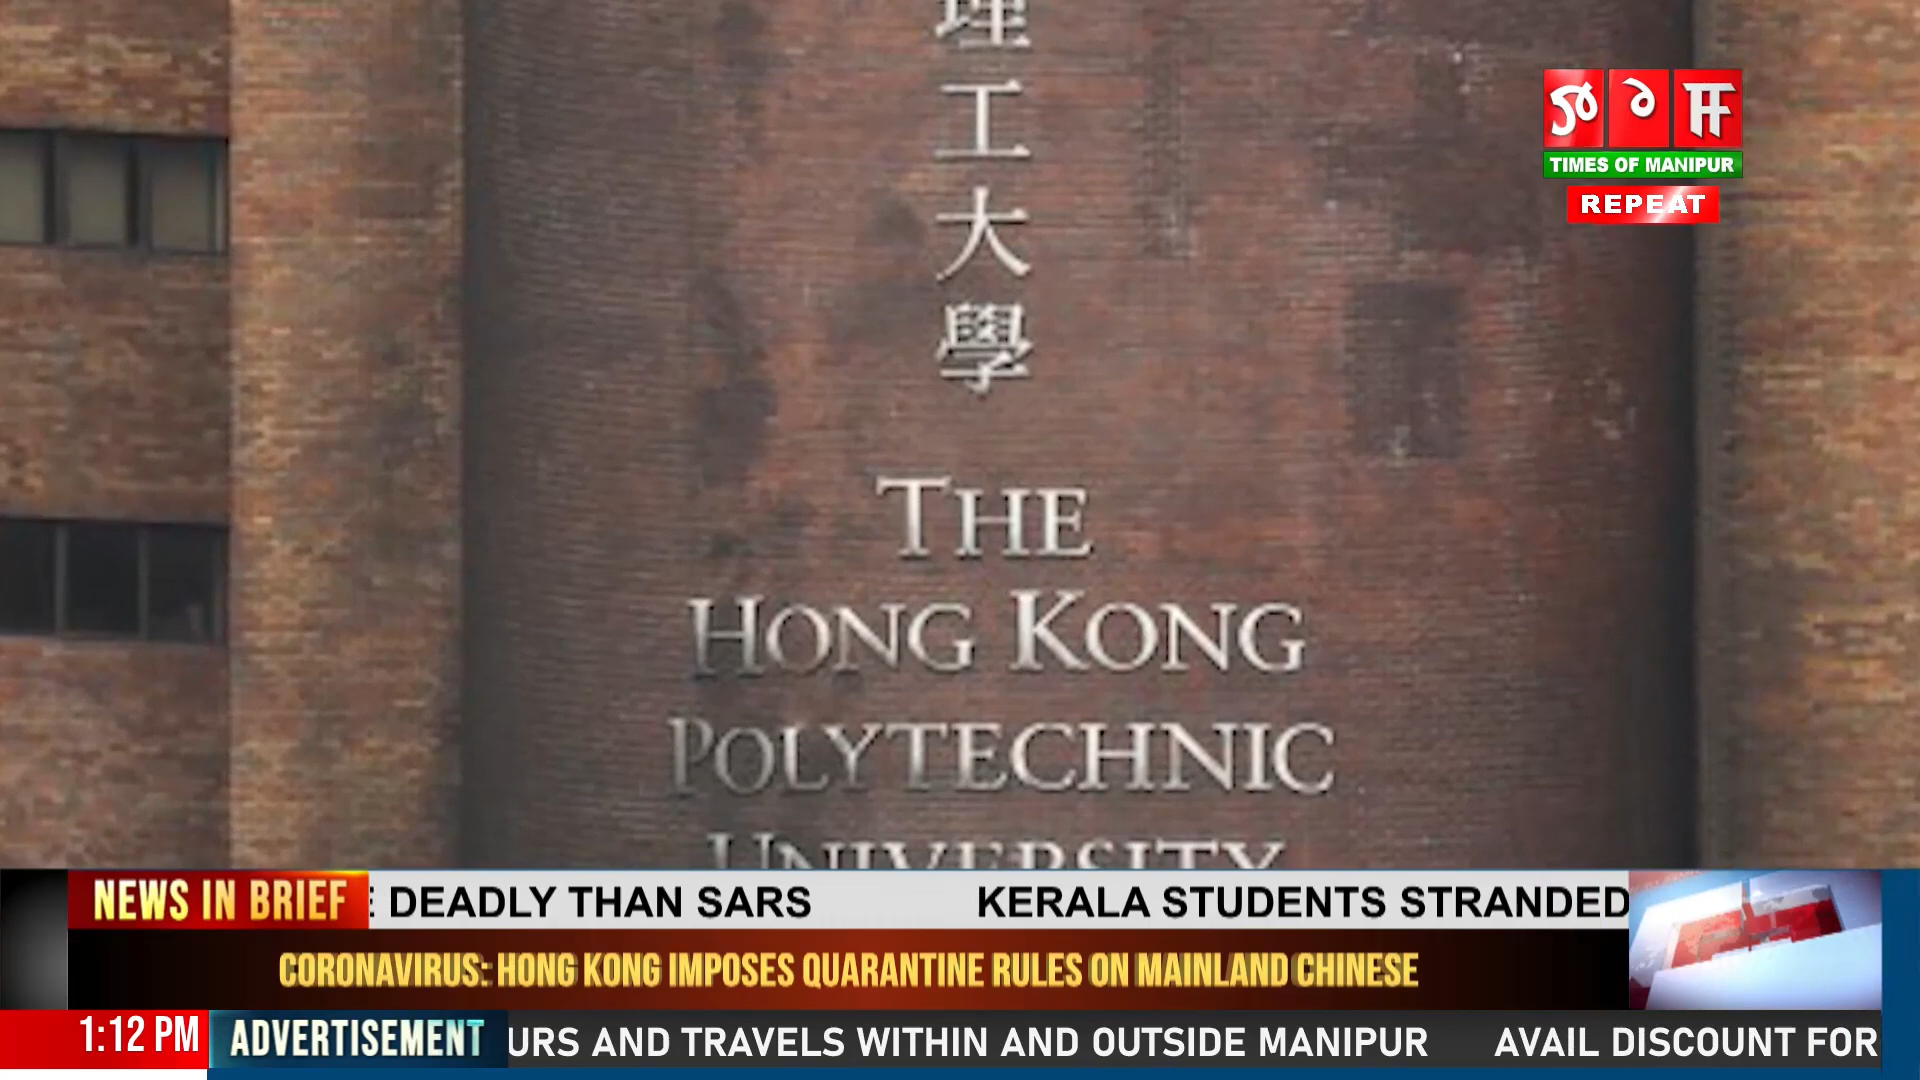 理
工
大
學
THE
HONG KONG
POLYTECHNIC
UNIVERSITY
TIMES OF MANIPUR
REPEAT
NEWS IN BRIEF
DEADLY THAN SARS KERALA STUDENTS STRANDED
CORONAVIRUS: HONG KONG IMPOSES QUARANTINE RULES ON MAINLAND CHINESE
1:12 PM
ADVERTISEMENT
URS AND TRAVELS WITHIN AND OUTSIDE MANIPUR AVAIL DISCOUNT FOR